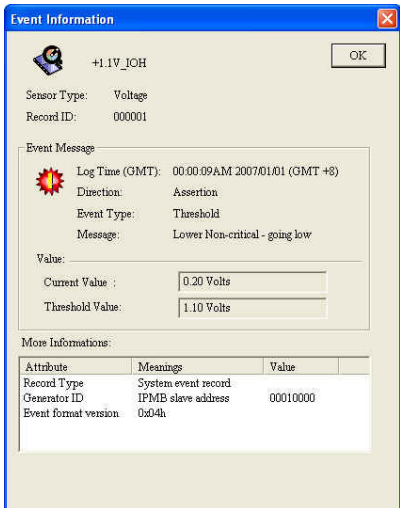 Event Information
OK
+1.1V_IOH
Sensor Type: Voltage
Record ID: 000001
Event Message
Log Time (GMT): 00:00:09AM 2007/01/01 (GMT +8)
Direction: Assertion
Event Type: Threshold
Message: Lower Non-critical - going low
Value:
Current Value : 0.20 Volts
Threshold Value: 1.10 Volts
More Informations:
Attribute Meanings Value
Record Type System event record
Generator ID IPMB slave address 00010000
Event format version 0x04h